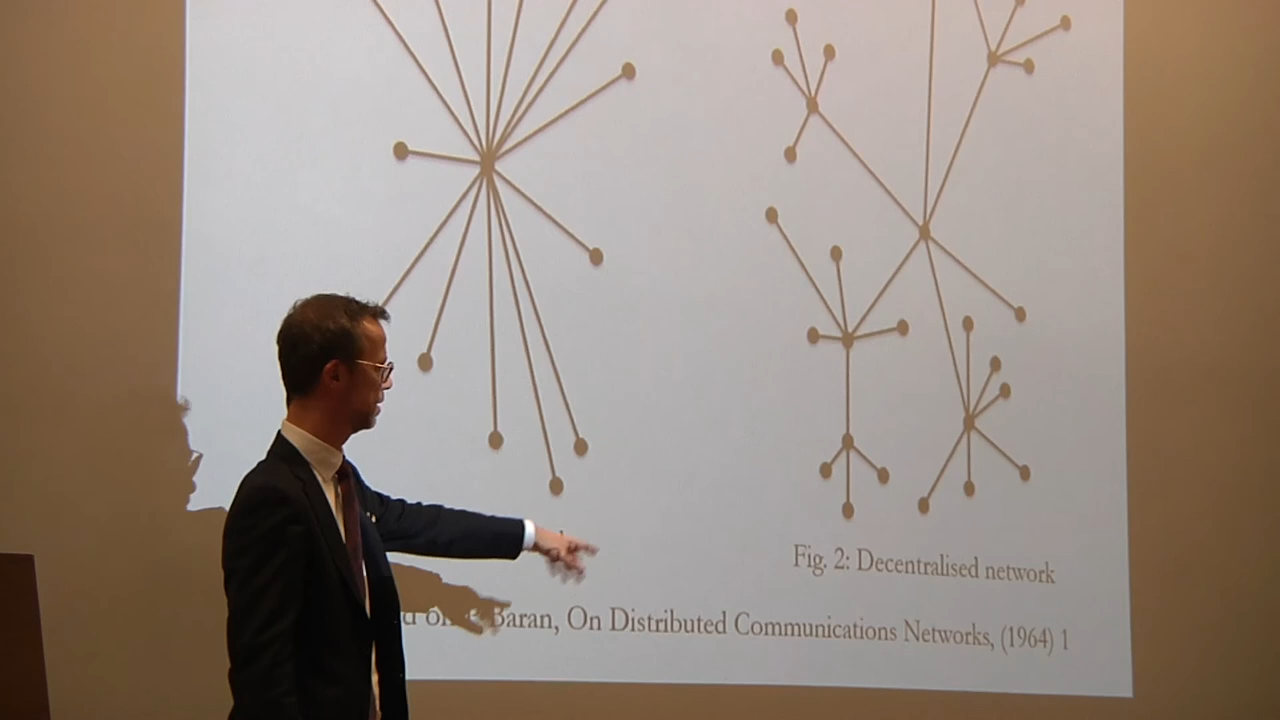 Fig. 2: Decentralised network
Baran, On Distributed Communications Networks, (1964) 1